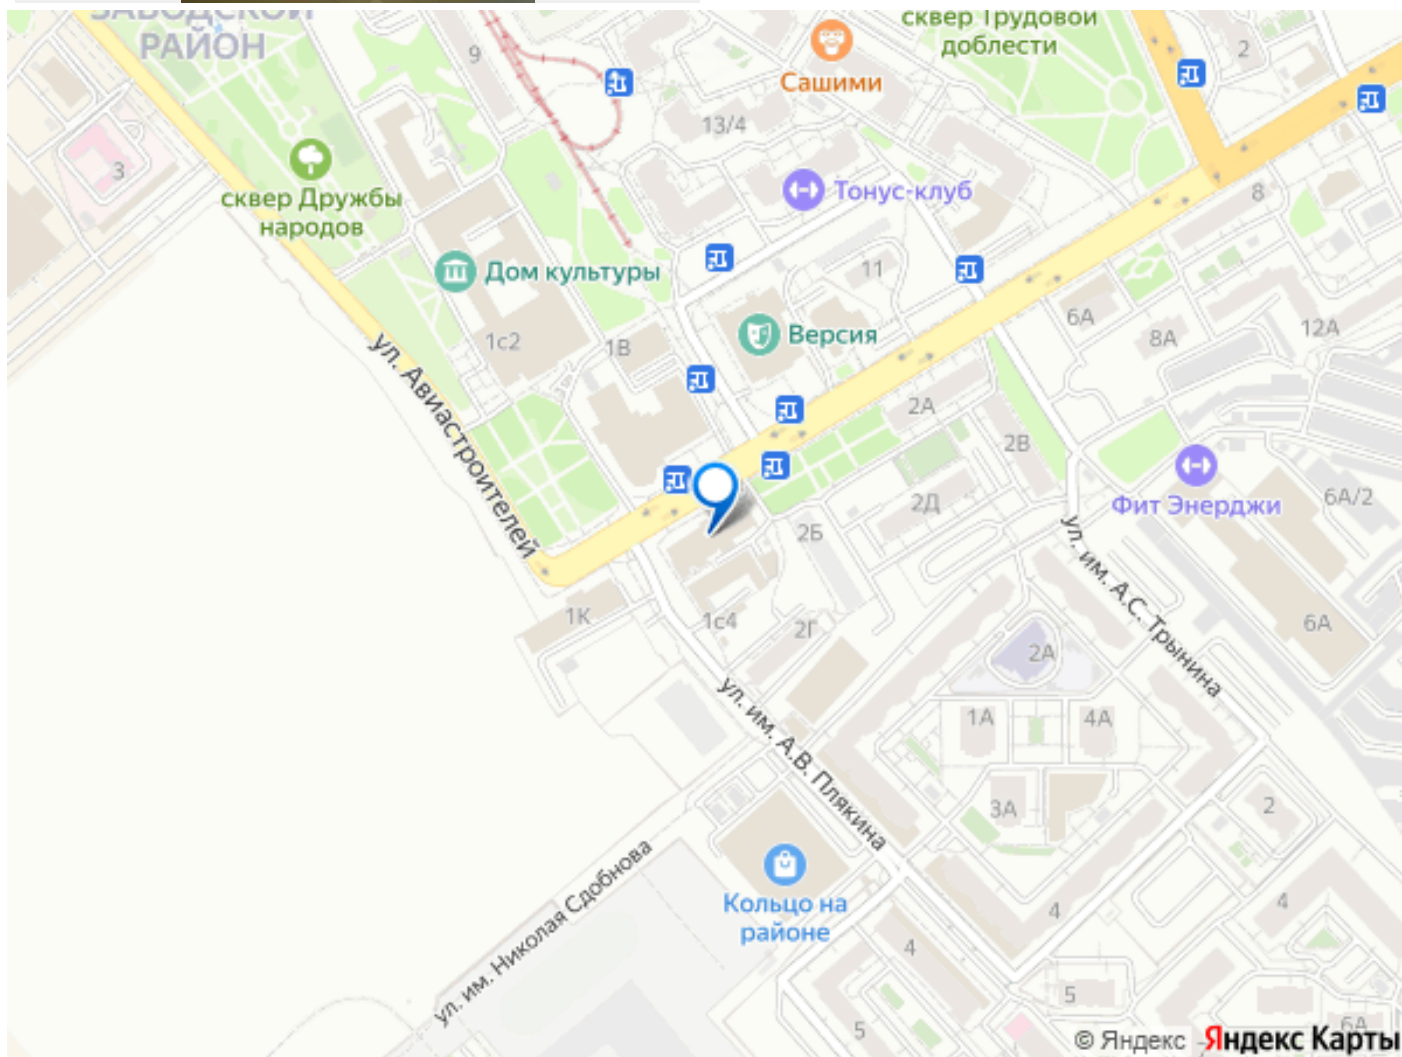 ЗАВОДСКОЙ
РАЙОН
сквер Трудовой
доблести
9
2
Сашими
13/4
3
сквер Дружбы
народов
Тонус-клуб
8
Дом культуры
11
6А
12А
8А
1с2
1В
Версия
ул. Авиастроителей
2А
2В
2Д
2Б
Фит Энерджи
6А/2
ул. им. А.С. Трынина
1К
1с4
2Г
6А
2А
ул. им. А.В. Плякина
1А
4А
3А
2
ул. им. Николая Сдобнова
Кольцо на
районе
4
4
4
5
5
6А
© Яндекс Яндекс Карты